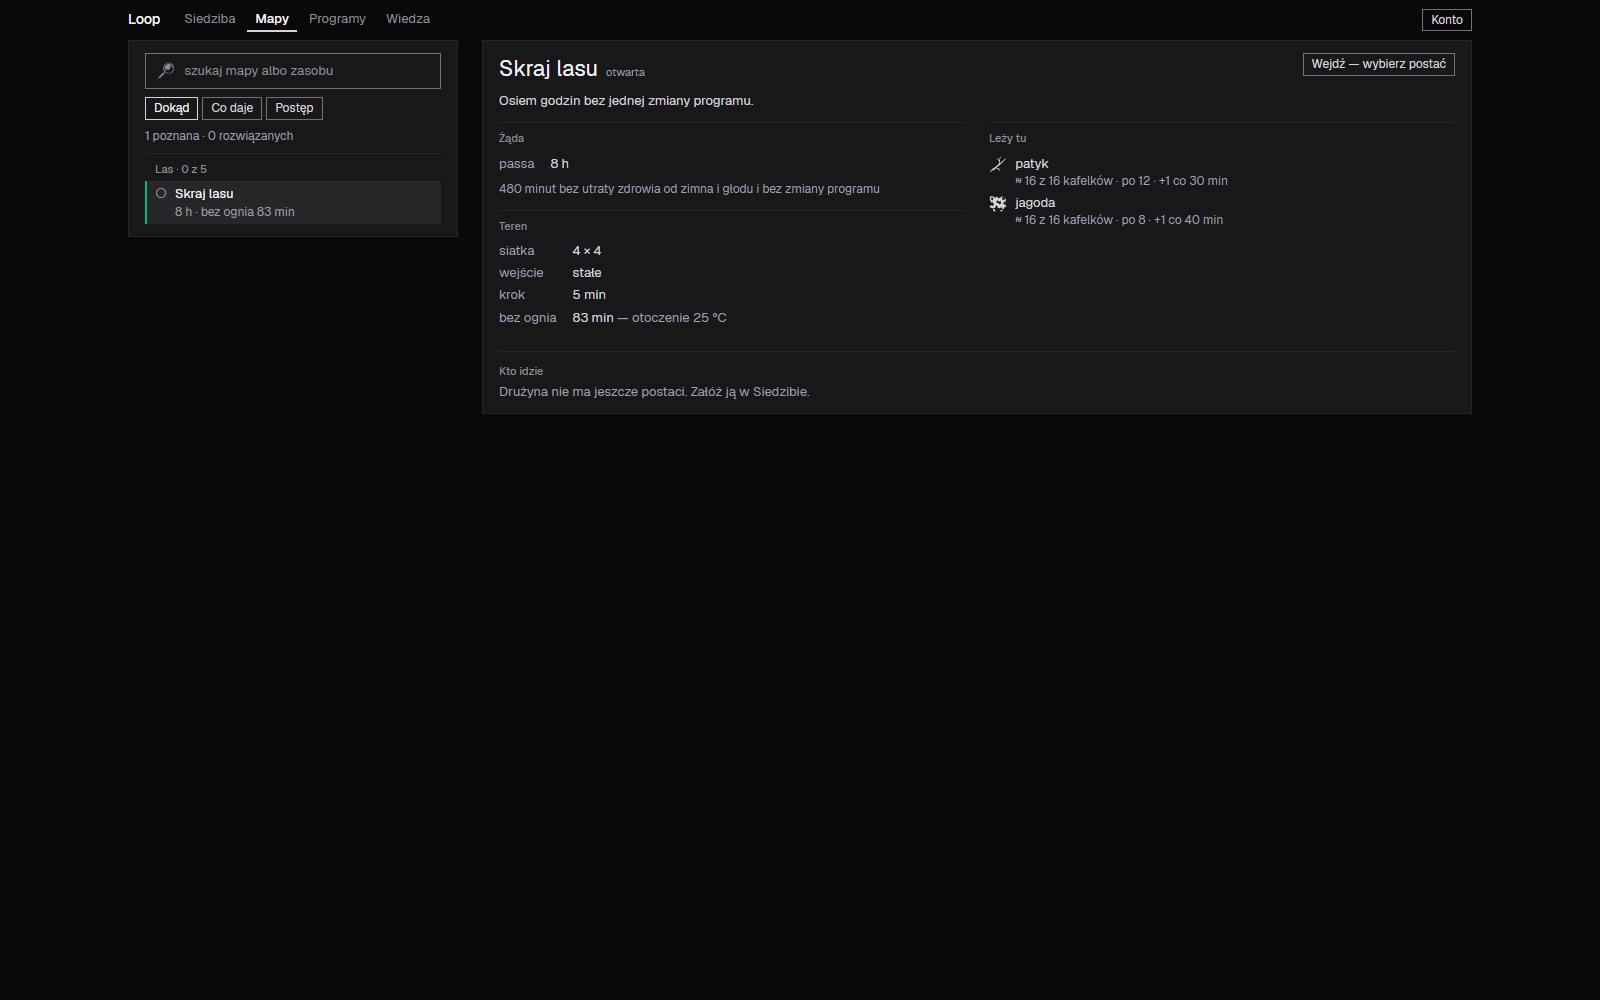 Loop Siedziba Mapy Programy Wiedza Konto
szukaj mapy albo zasobu
Dokąd Co daje Postęp
1 poznana · 0 rozwiązanych
Las · 0 z 5
Skraj lasu
8 h · bez ognia 83 min
Skraj lasu otwarta
Wejdź — wybierz postać
Osiem godzin bez jednej zmiany programu.
Żąda
passa 8 h
480 minut bez utraty zdrowia od zimna i głodu i bez zmiany programu
Teren
siatka 4 × 4
wejście stałe
krok 5 min
bez ognia 83 min — otoczenie 25 °C
Leży tu
patyk
≈ 16 z 16 kafelków · po 12 · +1 co 30 min
jagoda
≈ 16 z 16 kafelków · po 8 · +1 co 40 min
Kto idzie
Drużyna nie ma jeszcze postaci. Załóż ją w Siedzibie.